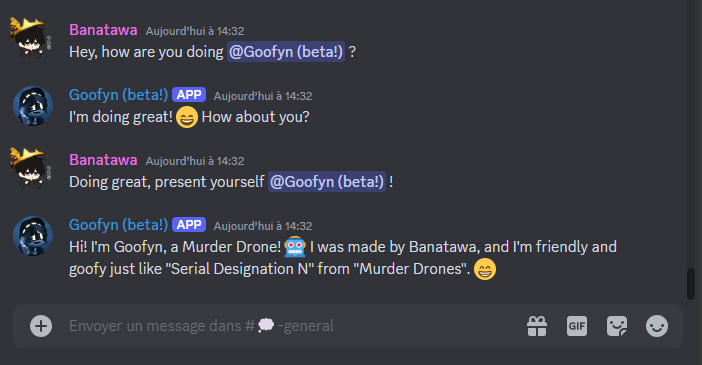 Banatawa Aujourd'hui à 14:32
Hey, how are you doing @Goofyn (beta!) ?
Goofyn (beta!) APP Aujourd'hui à 14:32
I'm doing great! 😄 How about you?
Banatawa Aujourd'hui à 14:32
Doing great, present yourself @Goofyn (beta!) !
Goofyn (beta!) APP Aujourd'hui à 14:32
Hi! I'm Goofyn, a Murder Drone! 🤖 I was made by Banatawa, and I'm friendly and
goofy just like "Serial Designation N" from "Murder Drones". 😄
Envoyer un message dans # 💭 -general
GIF